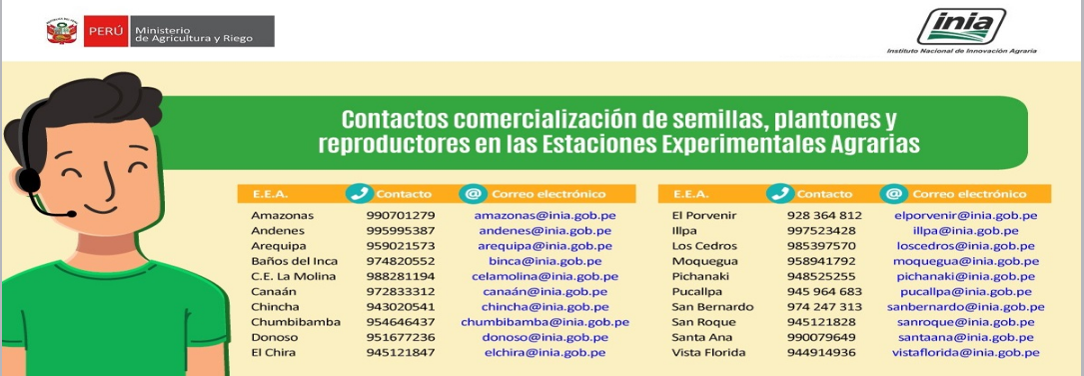 PERÚ
Ministerio
de Agricultura y Riego
inia
Instituto Nacional de Innovación Agraria
Contactos comercialización de semillas, plantones y
reproductores en las Estaciones Experimentales Agrarias
E.E.A. Contacto @ Correo electrónico
Amazonas 990701279 amazonas@inia.gob.pe
Andenes 995995387 andenes@inia.gob.pe
Arequipa 959021573 arequipa@inia.gob.pe
Baños del Inca 974820552 binca@inia.gob.pe
C.E. La Molina 988281194 celamolina@inia.gob.pe
Canaán 972833312 canaán@inia.gob.pe
Chincha 943020541 chincha@inia.gob.pe
Chumbibamba 954646437 chumbibamba@inia.gob.pe
Donoso 951677236 donoso@inia.gob.pe
El Chira 945121847 elchira@inia.gob.pe
E.E.A. Contacto @ Correo electrónico
El Porvenir 928 364 812 elporvenir@inia.gob.pe
Illpa 997523428 illpa@inia.gob.pe
Los Cedros 985397570 loscedros@inia.gob.pe
Moquegua 958941792 moquegua@inia.gob.pe
Pichanaki 948525255 pichanaki@inia.gob.pe
Pucallpa 945 964 683 pucallpa@inia.gob.pe
San Bernardo 974 247 313 sanbernardo@inia.gob.pe
San Roque 945121828 sanroque@inia.gob.pe
Santa Ana 990079649 santaana@inia.gob.pe
Vista Florida 944914936 vistaflorida@inia.gob.pe